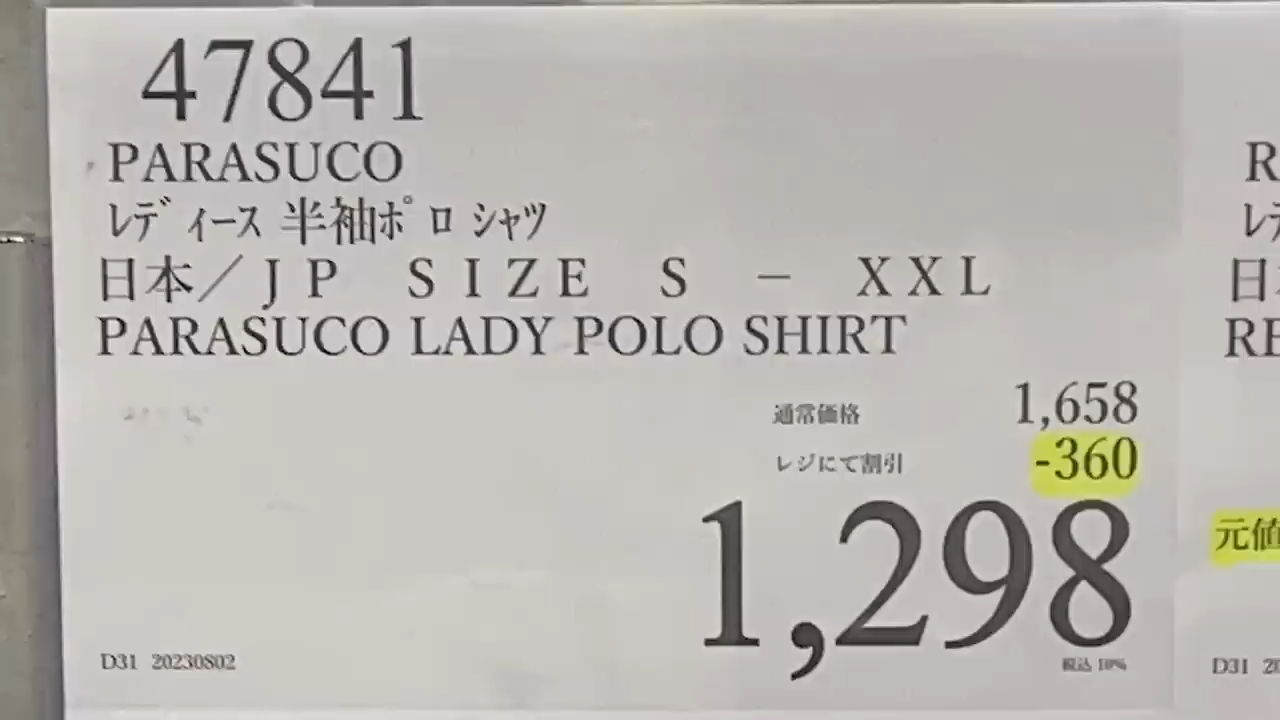 47841
PARASUCO
ﾚﾃﾞｨｰｽ 半袖ﾎﾟﾛ ｼｬﾂ
日本／ＪＰ　ＳＩＺＥ　Ｓ　－　ＸＸＬ
PARASUCO LADY POLO SHIRT
通常価格 1,658
レジにて割引 -360
1,298
税込 10%
D31 20230802
R
ﾚﾃ
日
RE
元値
D31 20